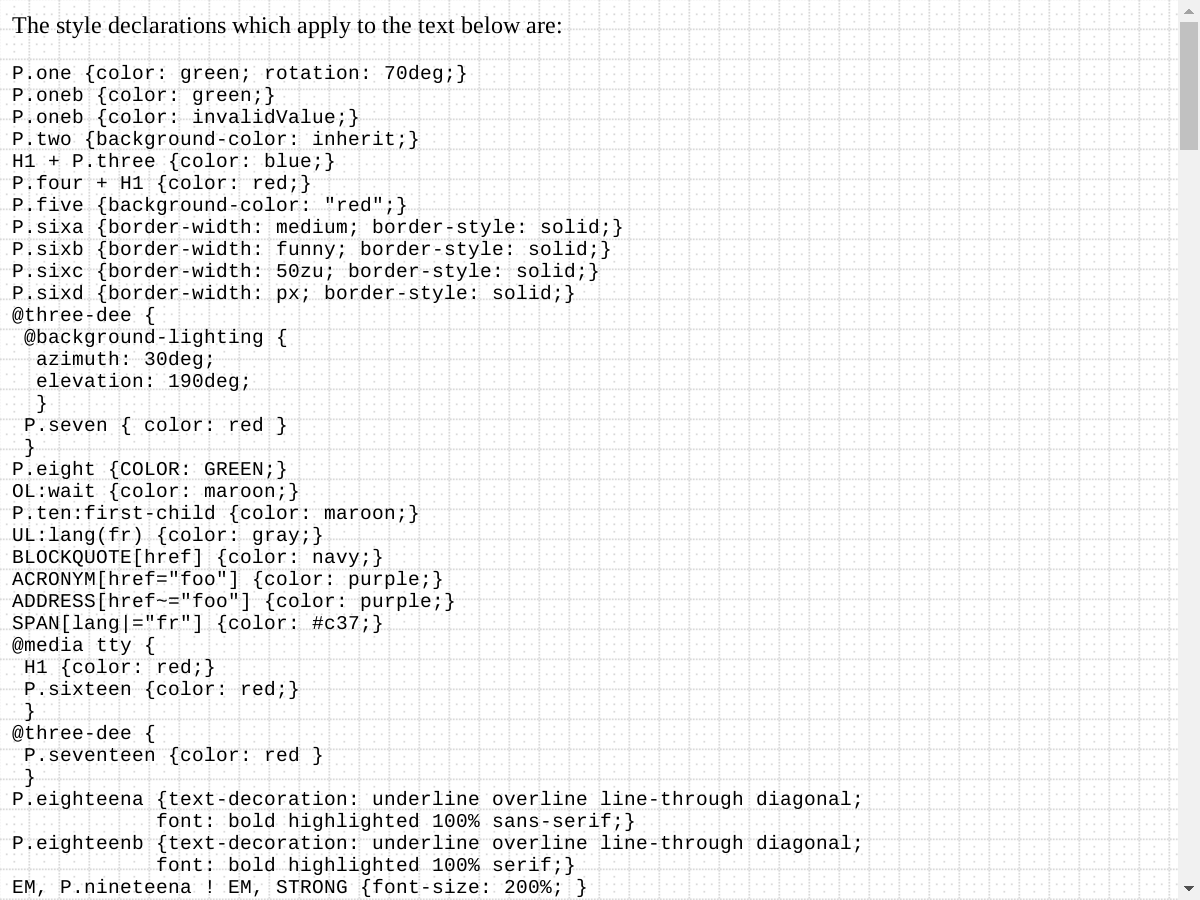 The style declarations which apply to the text below are:
P.one {color: green; rotation: 70deg;}
P.oneb {color: green;}
P.oneb {color: invalidValue;}
P.two {background-color: inherit;}
H1 + P.three {color: blue;}
P.four + H1 {color: red;}
P.five {background-color: "red";}
P.sixa {border-width: medium; border-style: solid;}
P.sixb {border-width: funny; border-style: solid;}
P.sixc {border-width: 50zu; border-style: solid;}
P.sixd {border-width: px; border-style: solid;}
@three-dee {
 @background-lighting {
  azimuth: 30deg;
  elevation: 190deg;
  }
 P.seven { color: red }
 }
P.eight {COLOR: GREEN;}
OL:wait {color: maroon;}
P.ten:first-child {color: maroon;}
UL:lang(fr) {color: gray;}
BLOCKQUOTE[href] {color: navy;}
ACRONYM[href="foo"] {color: purple;}
ADDRESS[href~="foo"] {color: purple;}
SPAN[lang|="fr"] {color: #c37;}
@media tty {
 H1 {color: red;}
 P.sixteen {color: red;}
 }
@three-dee {
 P.seventeen {color: red }
 }
P.eighteena {text-decoration: underline overline line-through diagonal;
            font: bold highlighted 100% sans-serif;}
P.eighteenb {text-decoration: underline overline line-through diagonal;
            font: bold highlighted 100% serif;}
EM, P.nineteena ! EM, STRONG {font-size: 200%; }